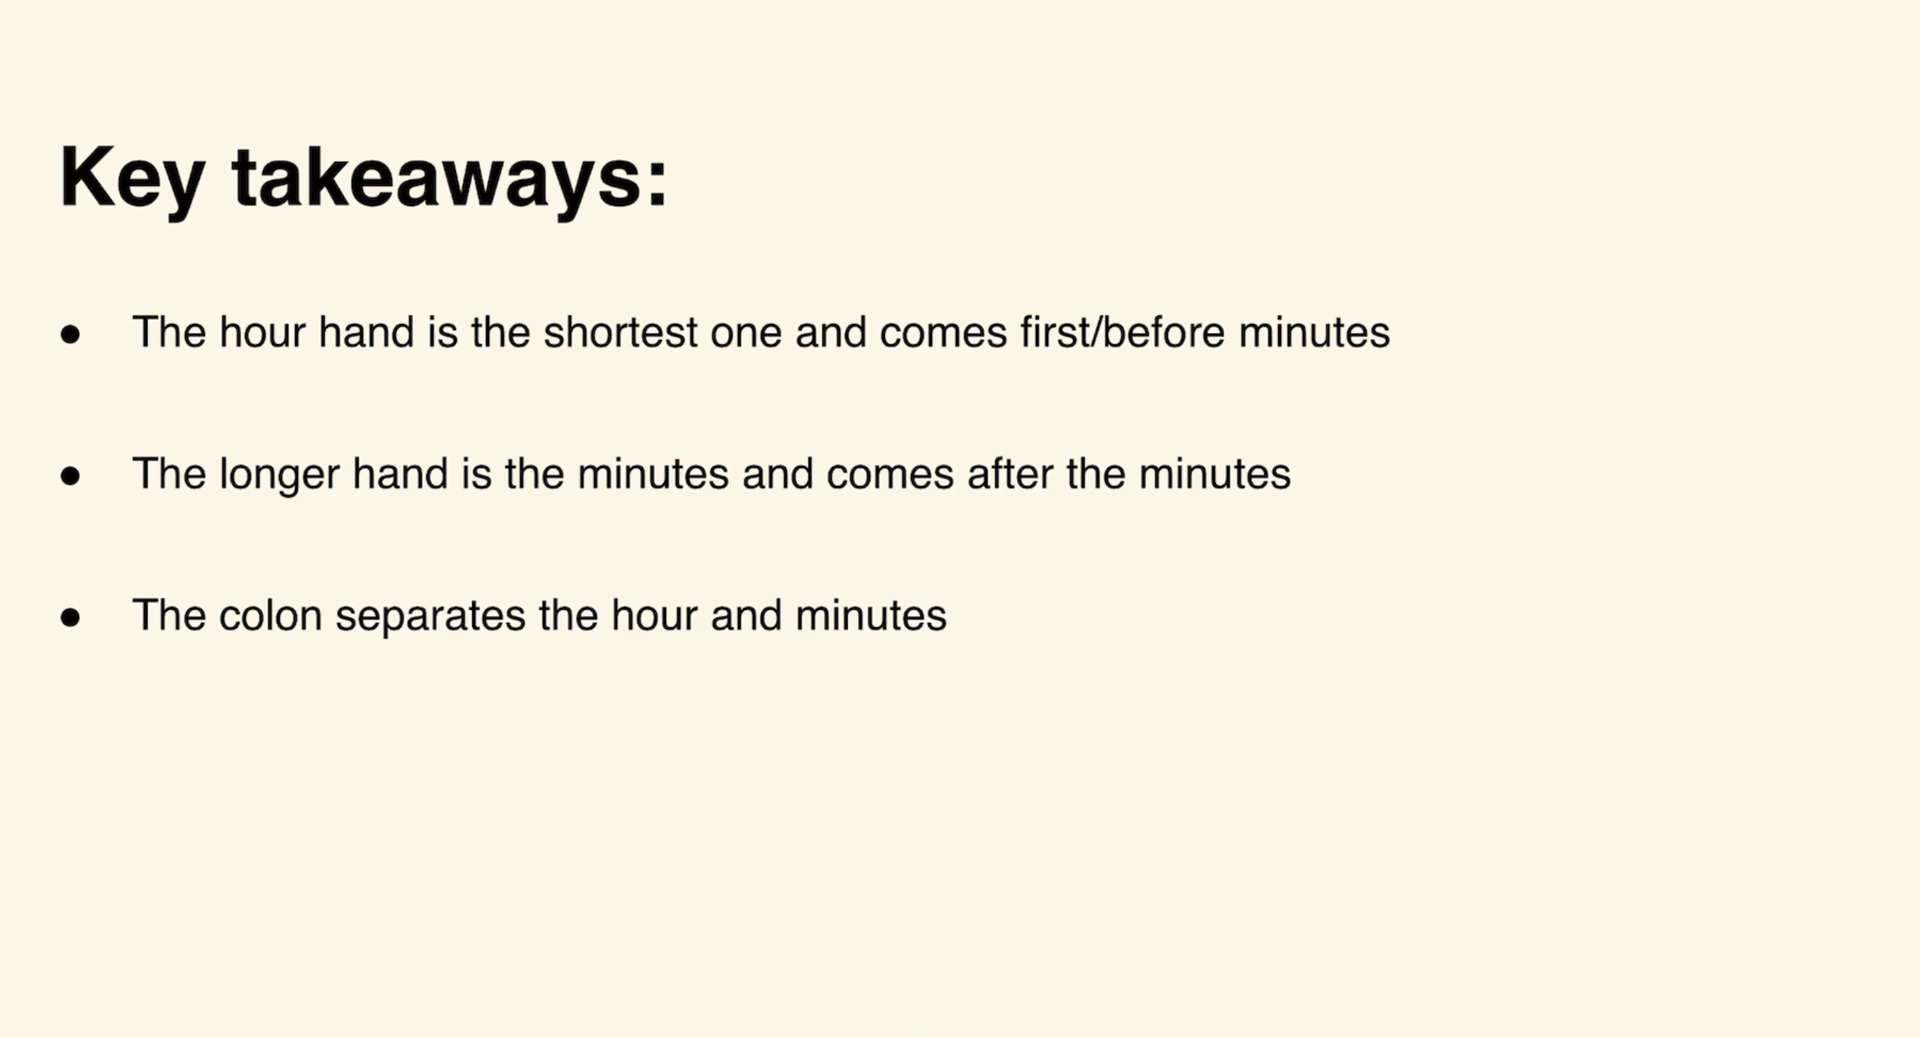 Key takeaways:
• The hour hand is the shortest one and comes first/before minutes
• The longer hand is the minutes and comes after the minutes
• The colon separates the hour and minutes